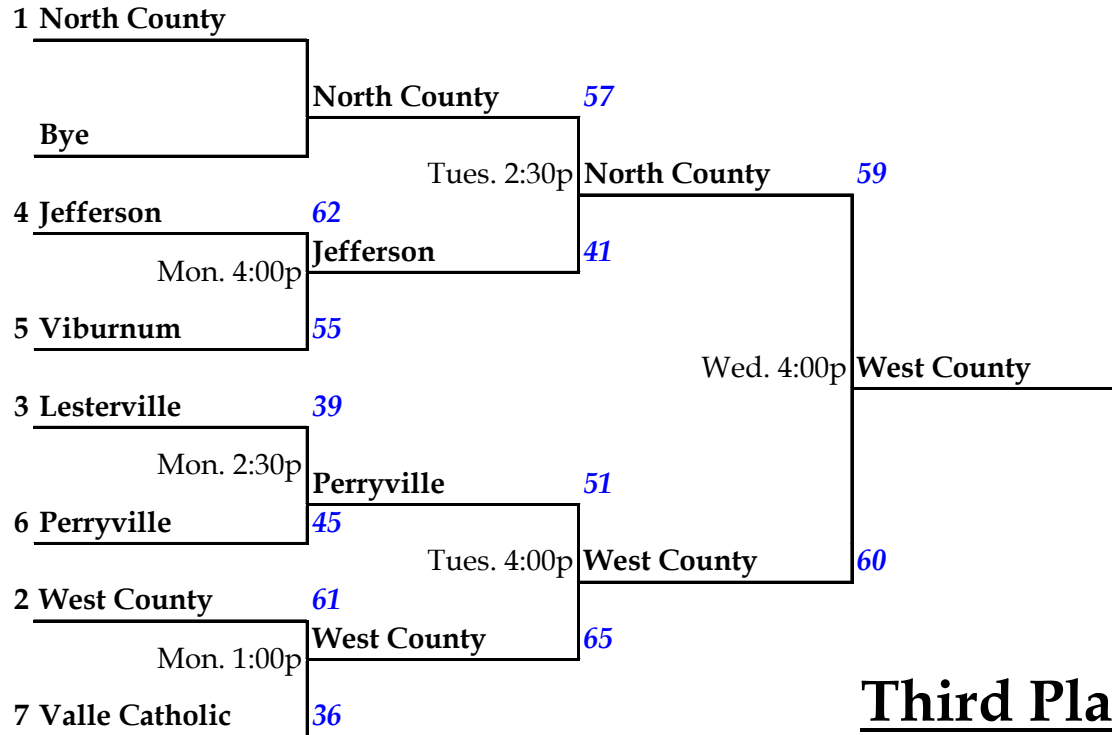 1 North County
North County 57
Bye
Tues. 2:30p North County 59
4 Jefferson 62
Jefferson 41
Mon. 4:00p
5 Viburnum 55
Wed. 4:00p West County
3 Lesterville 39
Mon. 2:30p
Perryville 51
6 Perryville 45
Tues. 4:00p West County 60
2 West County 61
West County 65
Mon. 1:00p
Third Pla
7 Valle Catholic 36